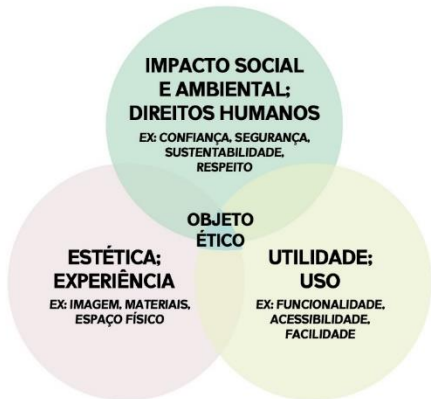 IMPACTO SOCIAL
E AMBIENTAL;
DIREITOS HUMANOS
EX: CONFIANÇA, SEGURANÇA,
SUSTENTABILIDADE,
RESPEITO
OBJETO
ÉTICO
ESTÉTICA;
EXPERIÊNCIA
EX: IMAGEM, MATERIAIS,
ESPAÇO FÍSICO
UTILIDADE;
USO
EX: FUNCIONALIDADE,
ACESSIBILIDADE,
FACILIDADE